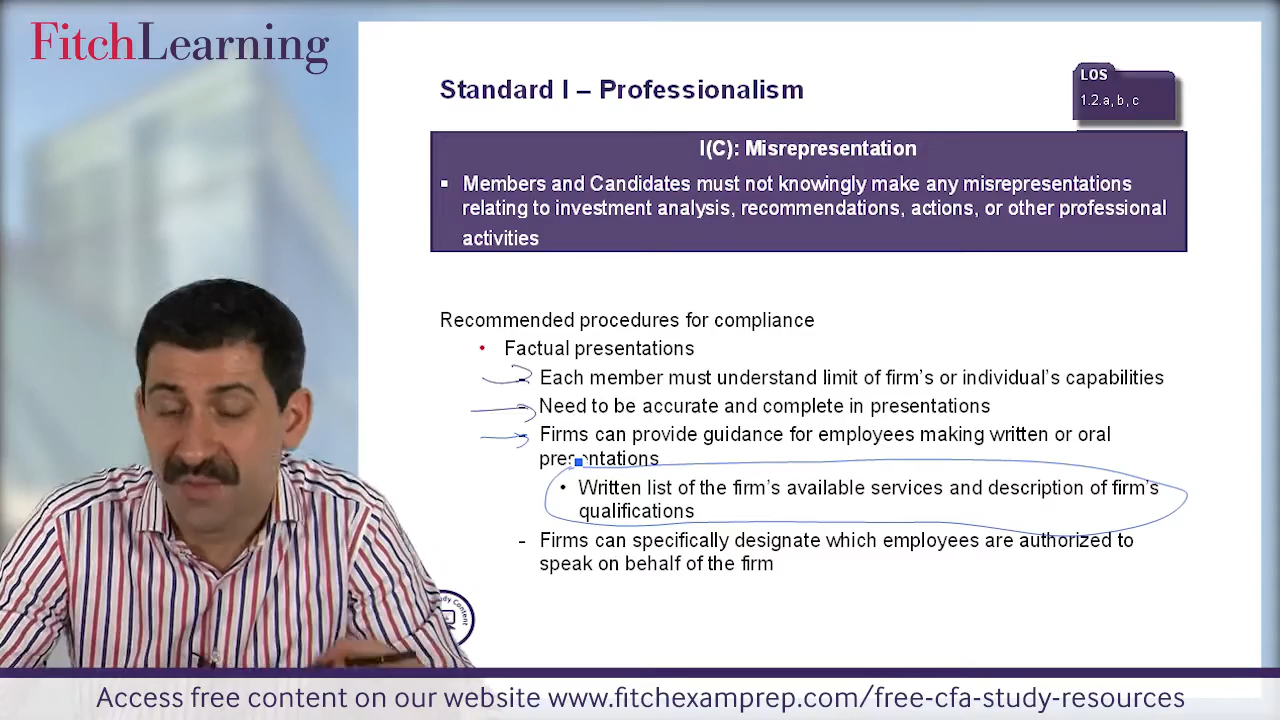 FitchLearning
Standard I – Professionalism
LOS
1.2.a, b, c
I(C): Misrepresentation
▪ Members and Candidates must not knowingly make any misrepresentations
relating to investment analysis, recommendations, actions, or other professional
activities
Recommended procedures for compliance
• Factual presentations
- Each member must understand limit of firm's or individual's capabilities
- Need to be accurate and complete in presentations
- Firms can provide guidance for employees making written or oral
presentations
• Written list of the firm's available services and description of firm's
qualifications
- Firms can specifically designate which employees are authorized to
speak on behalf of the firm
Content
Access free content on our website www.fitchexamprep.com/free-cfa-study-resources